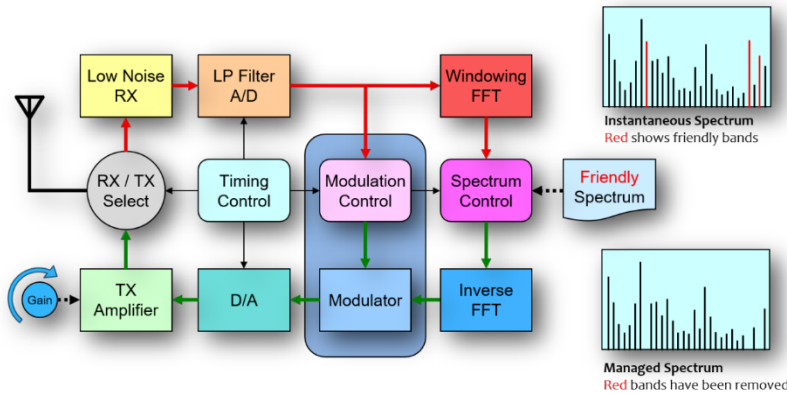 Low Noise
RX
LP Filter
A/D
Windowing
FFT
Instantaneous Spectrum
Red shows friendly bands
RX / TX
Select
Timing
Control
Modulation
Control
Spectrum
Control
Friendly
Spectrum
Gain
TX
Amplifier
D/A
Modulator
Inverse
FFT
Managed Spectrum
Red bands have been removed